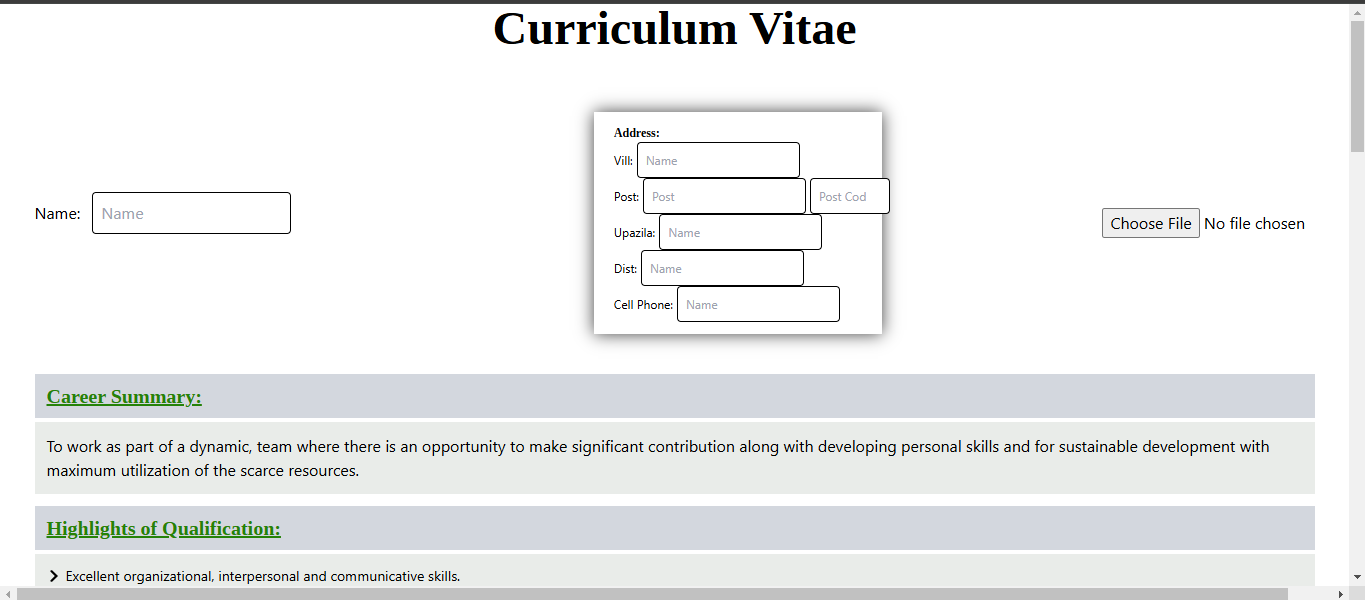 Curriculum Vitae
Address:
Vill: Name
Post: Post Post Cod
Upazila: Name
Dist: Name
Cell Phone: Name
Name: Name
Choose File No file chosen
Career Summary:
To work as part of a dynamic, team where there is an opportunity to make significant contribution along with developing personal skills and for sustainable development with
maximum utilization of the scarce resources.
Highlights of Qualification:
Excellent organizational, interpersonal and communicative skills.